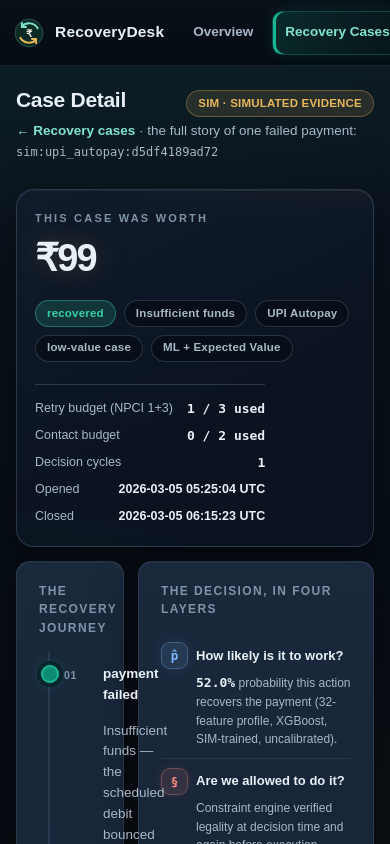 ₹
RecoveryDesk
Overview
Recovery Cases
Case Detail
SIM · SIMULATED EVIDENCE
← Recovery cases · the full story of one failed payment:
sim:upi_autopay:d5df4189ad72
THIS CASE WAS WORTH
₹99
recovered
Insufficient funds
UPI Autopay
low-value case
ML + Expected Value
Retry budget (NPCI 1+3) 1 / 3 used
Contact budget 0 / 2 used
Decision cycles 1
Opened 2026-03-05 05:25:04 UTC
Closed 2026-03-05 06:15:23 UTC
THE
RECOVERY
JOURNEY
01
payment
failed
Insufficient
funds —
the
scheduled
debit
bounced
THE DECISION, IN FOUR
LAYERS
p̂
How likely is it to work?
52.0% probability this action
recovers the payment (32-
feature profile, XGBoost,
SIM-trained, uncalibrated).
§
Are we allowed to do it?
Constraint engine verified
legality at decision time and
again before execution